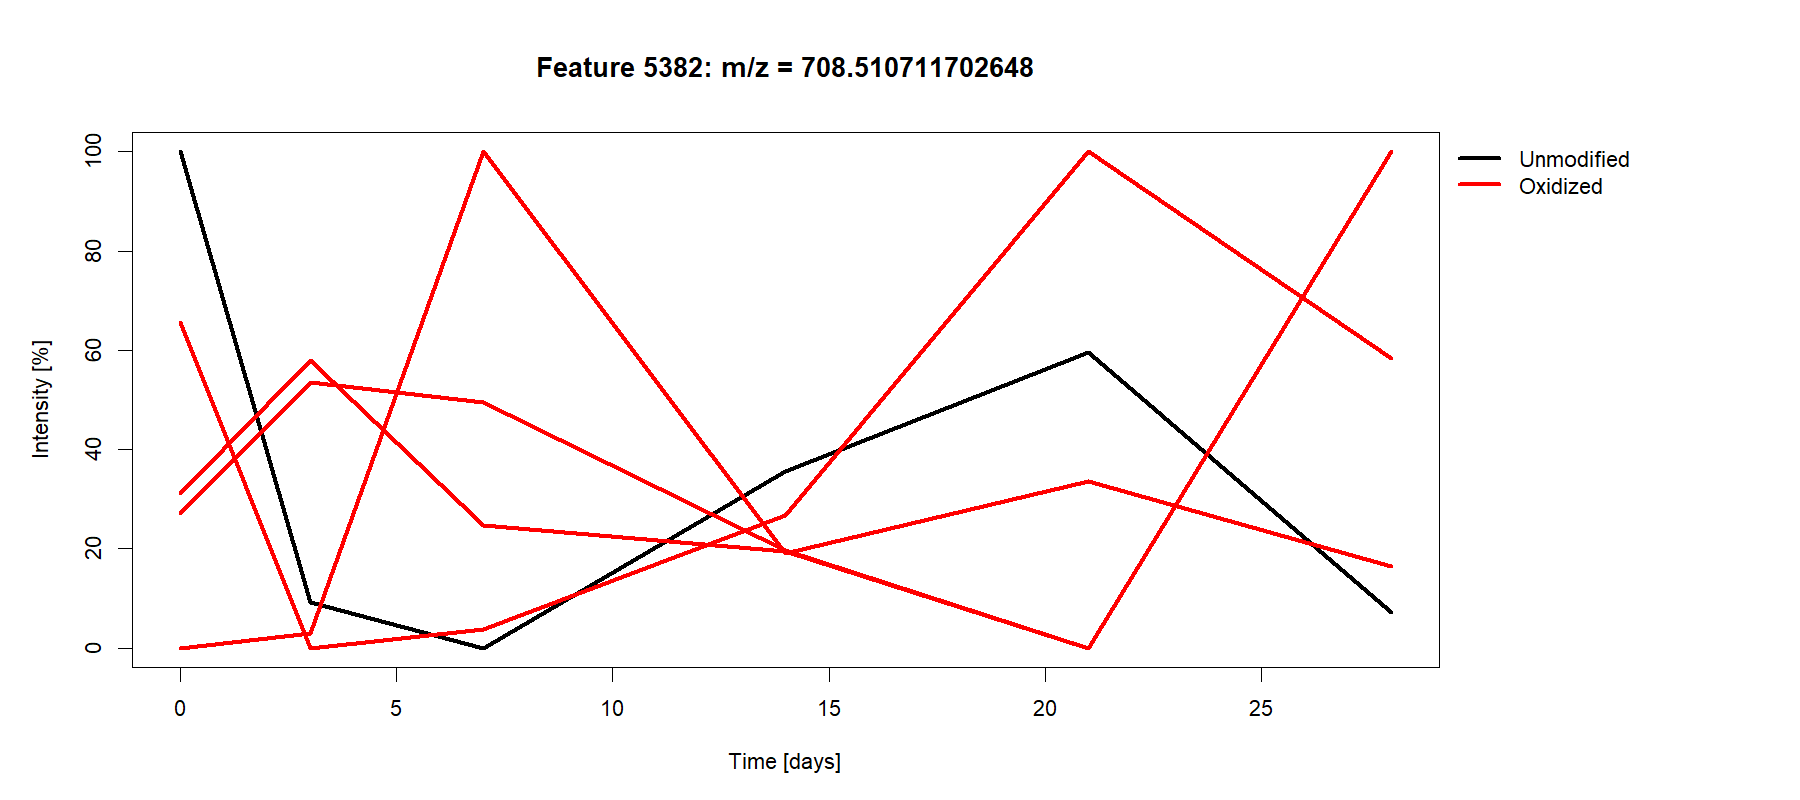 Feature 5382: m/z = 708.510711702648
Unmodified
Oxidized
Intensity [%]
100
80
60
40
20
0
0 5 10 15 20 25
Time [days]